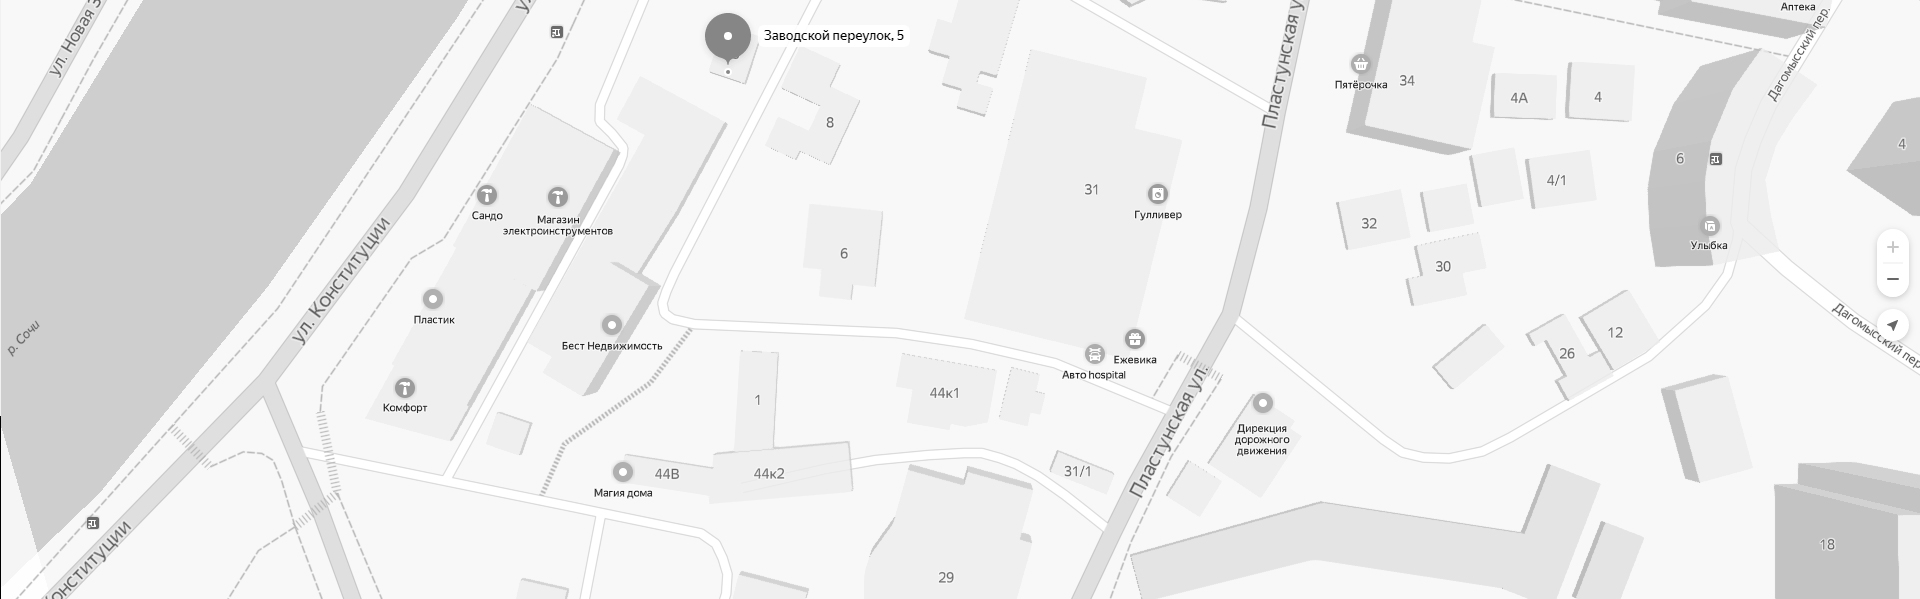 ул. Новая З
Заводской переулок, 5
Аптека
Дагомысский пер.
Пластунская у
Пятёрочка
34
4А
4
8
6
4
31
4/1
Сандо
Магазин
электроинструментов
Гулливер
32
Улыбка
ул. Конституции
6
30
+
−
р. Сочи
Пластик
Бест Недвижимость
Ежевика
Авто hospital
12
26
Дагомысский пер
Комфорт
1
44к1
Пластунская ул.
Дирекция
дорожного
движения
44В
44к2
31/1
Магия дома
онституции
29
18